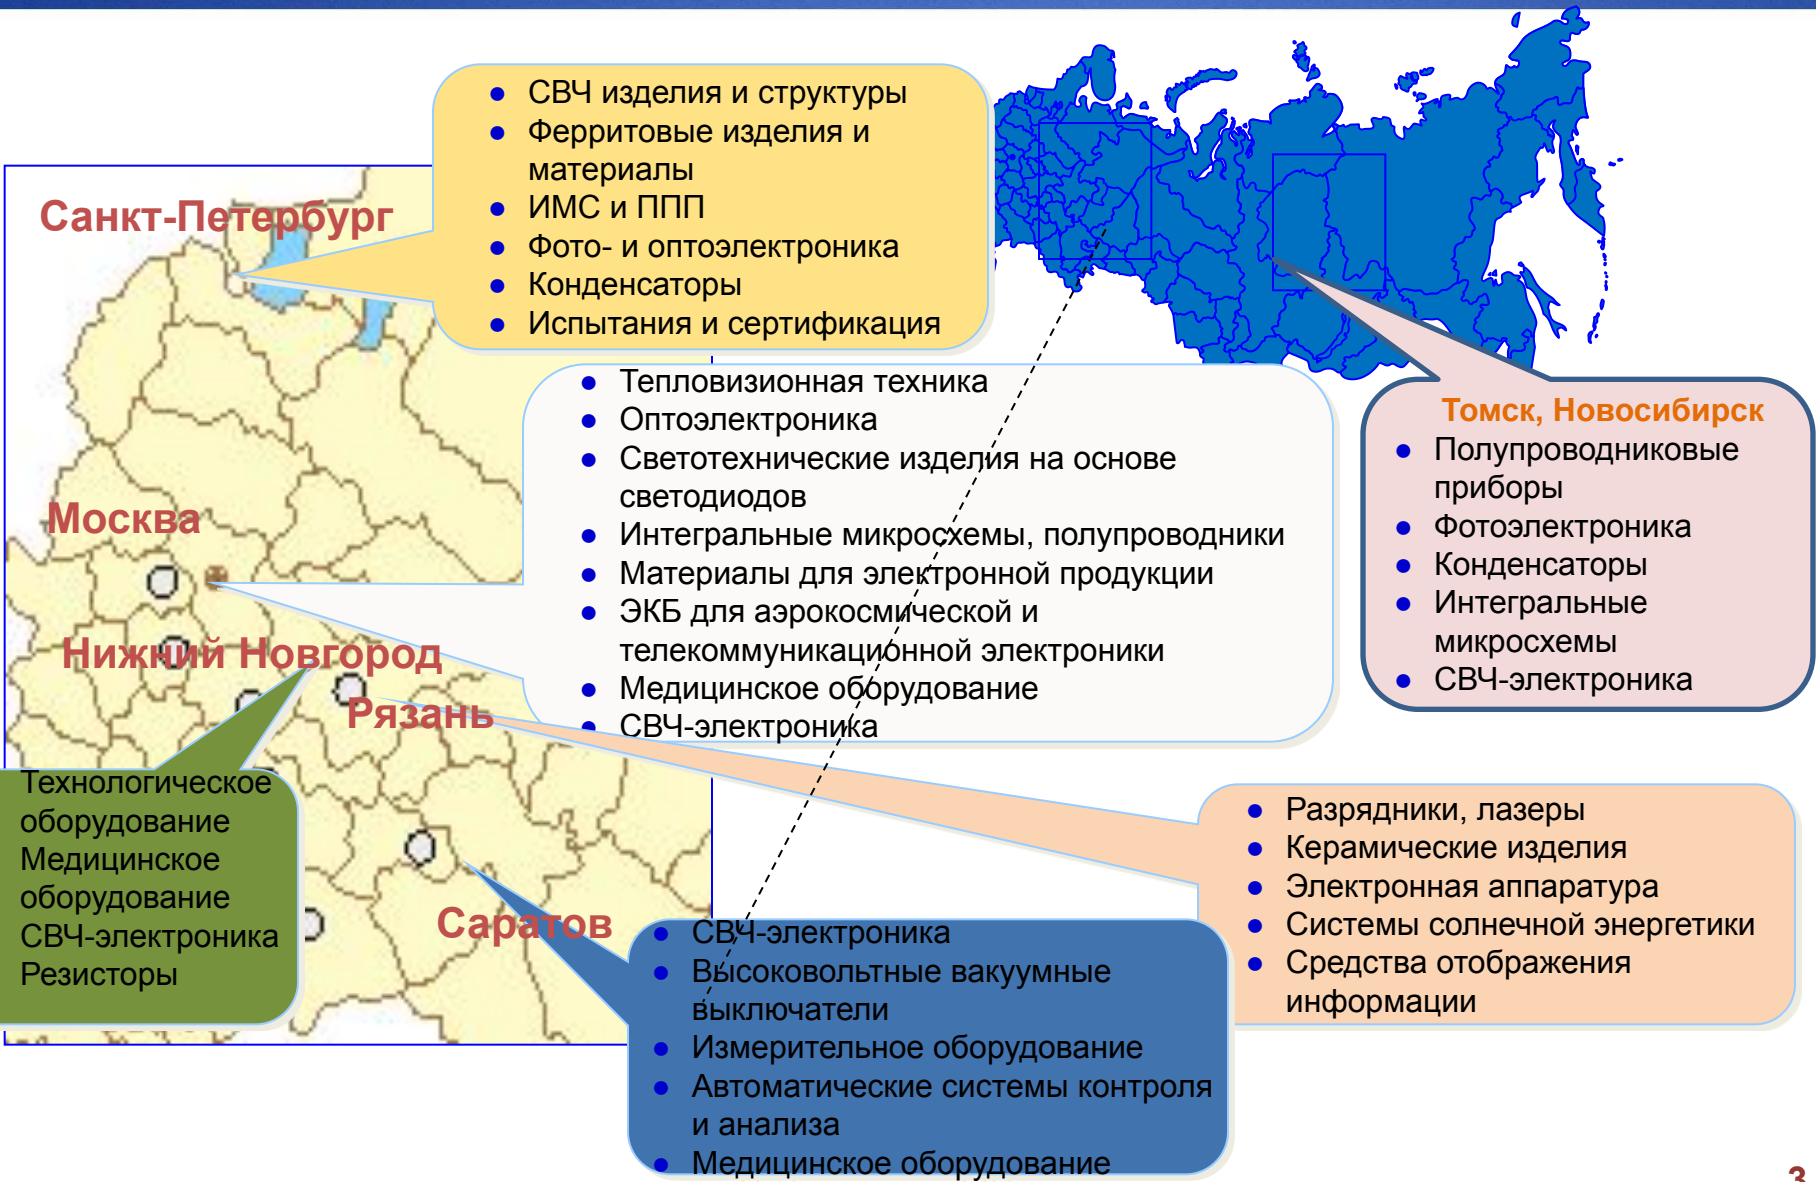 СВЧ изделия и структуры
Ферритовые изделия и
материалы
ИМС и ППП
Фото- и оптоэлектроника
Конденсаторы
Испытания и сертификация
Санкт-Петербург
Тепловизионная техника
Оптоэлектроника
Светотехнические изделия на основе
светодиодов
Интегральные микросхемы, полупроводники
Материалы для электронной продукции
ЭКБ для аэрокосмической и
телекоммуникационной электроники
Медицинское оборудование
СВЧ-электроника
Томск, Новосибирск
Полупроводниковые
приборы
Фотоэлектроника
Конденсаторы
Интегральные
микросхемы
СВЧ-электроника
Москва
Нижний Новгород
Рязань
Технологическое
оборудование
Медицинское
оборудование
СВЧ-электроника
Резисторы
Разрядники, лазеры
Керамические изделия
Электронная аппаратура
Системы солнечной энергетики
Средства отображения
информации
Саратов
СВЧ-электроника
Высоковольтные вакуумные
выключатели
Измерительное оборудование
Автоматические системы контроля
и анализа
Медицинское оборудование
3